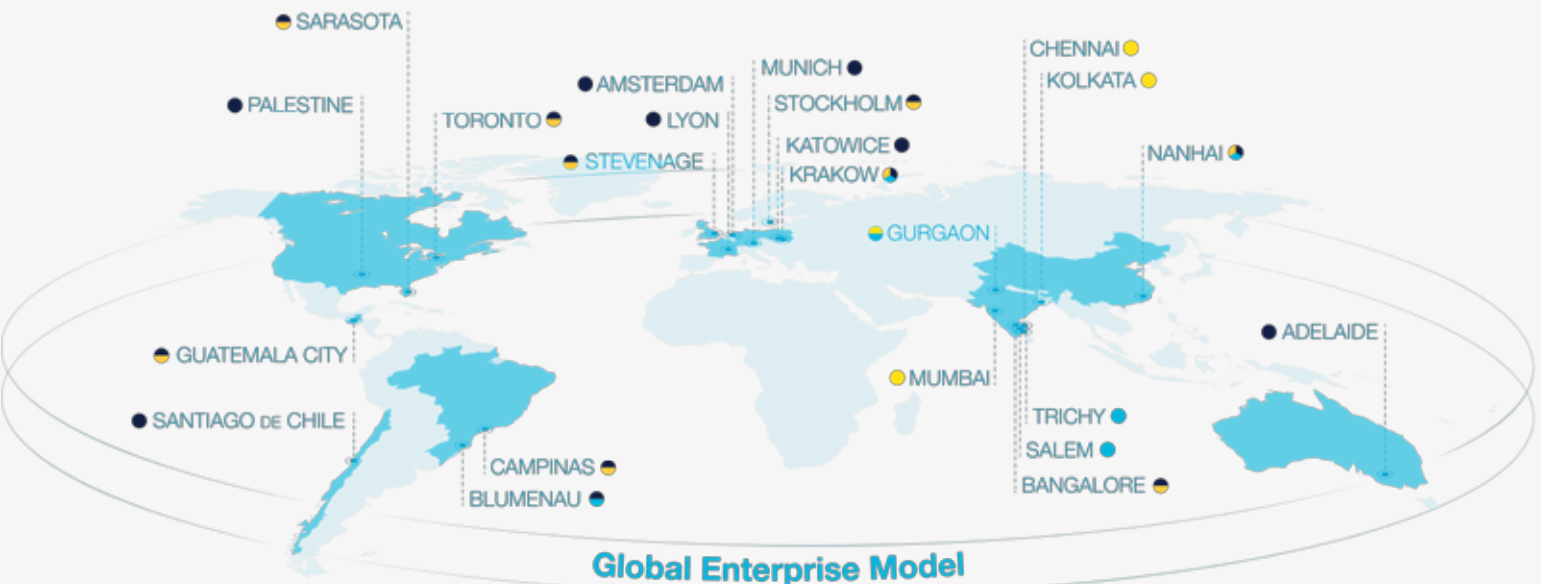 SARASOTA
PALESTINE
TORONTO
AMSTERDAM
LYON
STEVENAGE
MUNICH
STOCKHOLM
KATOWICE
KRAKOW
CHENNAI
KOLKATA
NANHAI
GURGAON
GUATEMALA CITY
MUMBAI
ADELAIDE
SANTIAGO DE CHILE
TRICHY
SALEM
BANGALORE
CAMPINAS
BLUMENAU
Global Enterprise Model